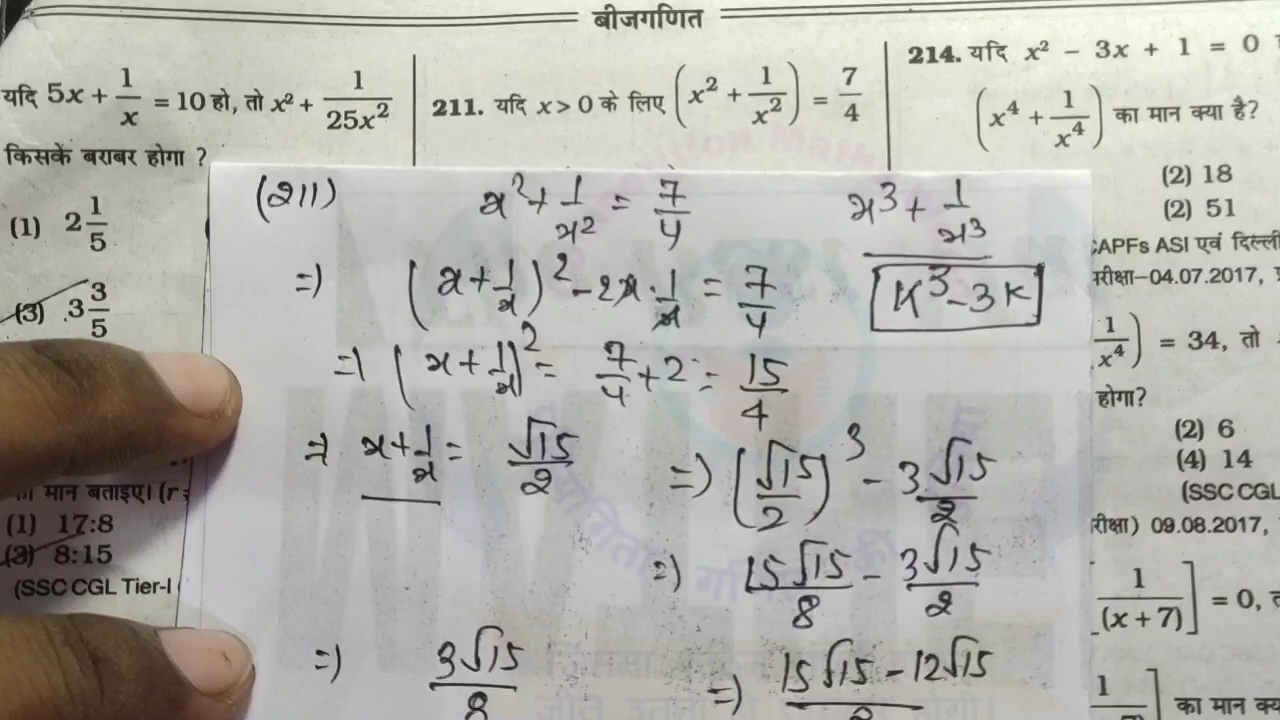 बीजगणित
यदि 5x + 1/x = 10 हो, तो x² + 1/25x²
किसके बराबर होगा ?
(1) 2 1/5
(3) 3 3/5
मान बताइए। (r
(1) 17:8
(3) 8:15
(SSC CGL Tier-I
211. यदि x > 0 के लिए (x² + 1/x²) = 7/4
(211) x² + 1/x² = 7/4
⇒ (x + 1/x)² - 2x · 1/x = 7/4
⇒ (x + 1/x)² = 7/4 + 2 = 15/4
⇒ x + 1/x = √15/2
x³ + 1/x³
K³ - 3K
⇒ (√15/2)³ - 3√15/2
⇒ 15√15/8 - 3√15/2
⇒ 15√15 - 12√15
⇒ 3√15/8
214. यदि x² - 3x + 1 = 0
(x⁴ + 1/x⁴) का मान क्या है?
(2) 18
(2) 51
CAPFs ASI एवं दिल्ली
परीक्षा–04.07.2017,
1/x⁴) = 34, तो
होगा?
(2) 6
(4) 14
(SSC CGL
परीक्षा) 09.08.2017,
[1/(x + 7)] = 0,
1 ] का मान